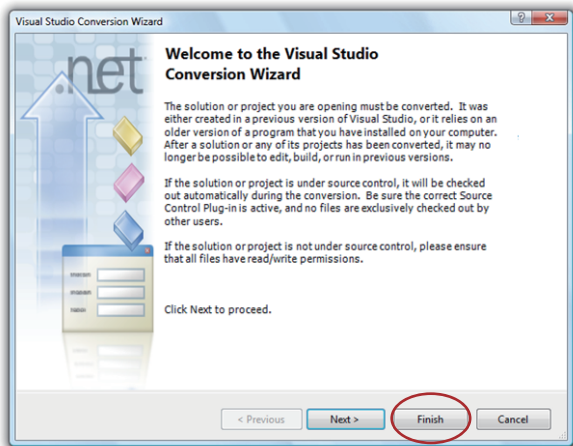 Visual Studio Conversion Wizard
.net
Welcome to the Visual Studio
Conversion Wizard
The solution or project you are opening must be converted.  It was
either created in a previous version of Visual Studio, or it relies on an
older version of a program that you have installed on your computer.
After a solution or any of its projects has been converted, it may no
longer be possible to edit, build, or run in previous versions.
If the solution or project is under source control, it will be checked
out automatically during the conversion.  Be sure the correct Source
Control Plug-in is active, and no files are exclusively checked out by
other users.
If the solution or project is not under source control, please ensure
that all files have read/write permissions.
Click Next to proceed.
< Previous Next > Finish Cancel